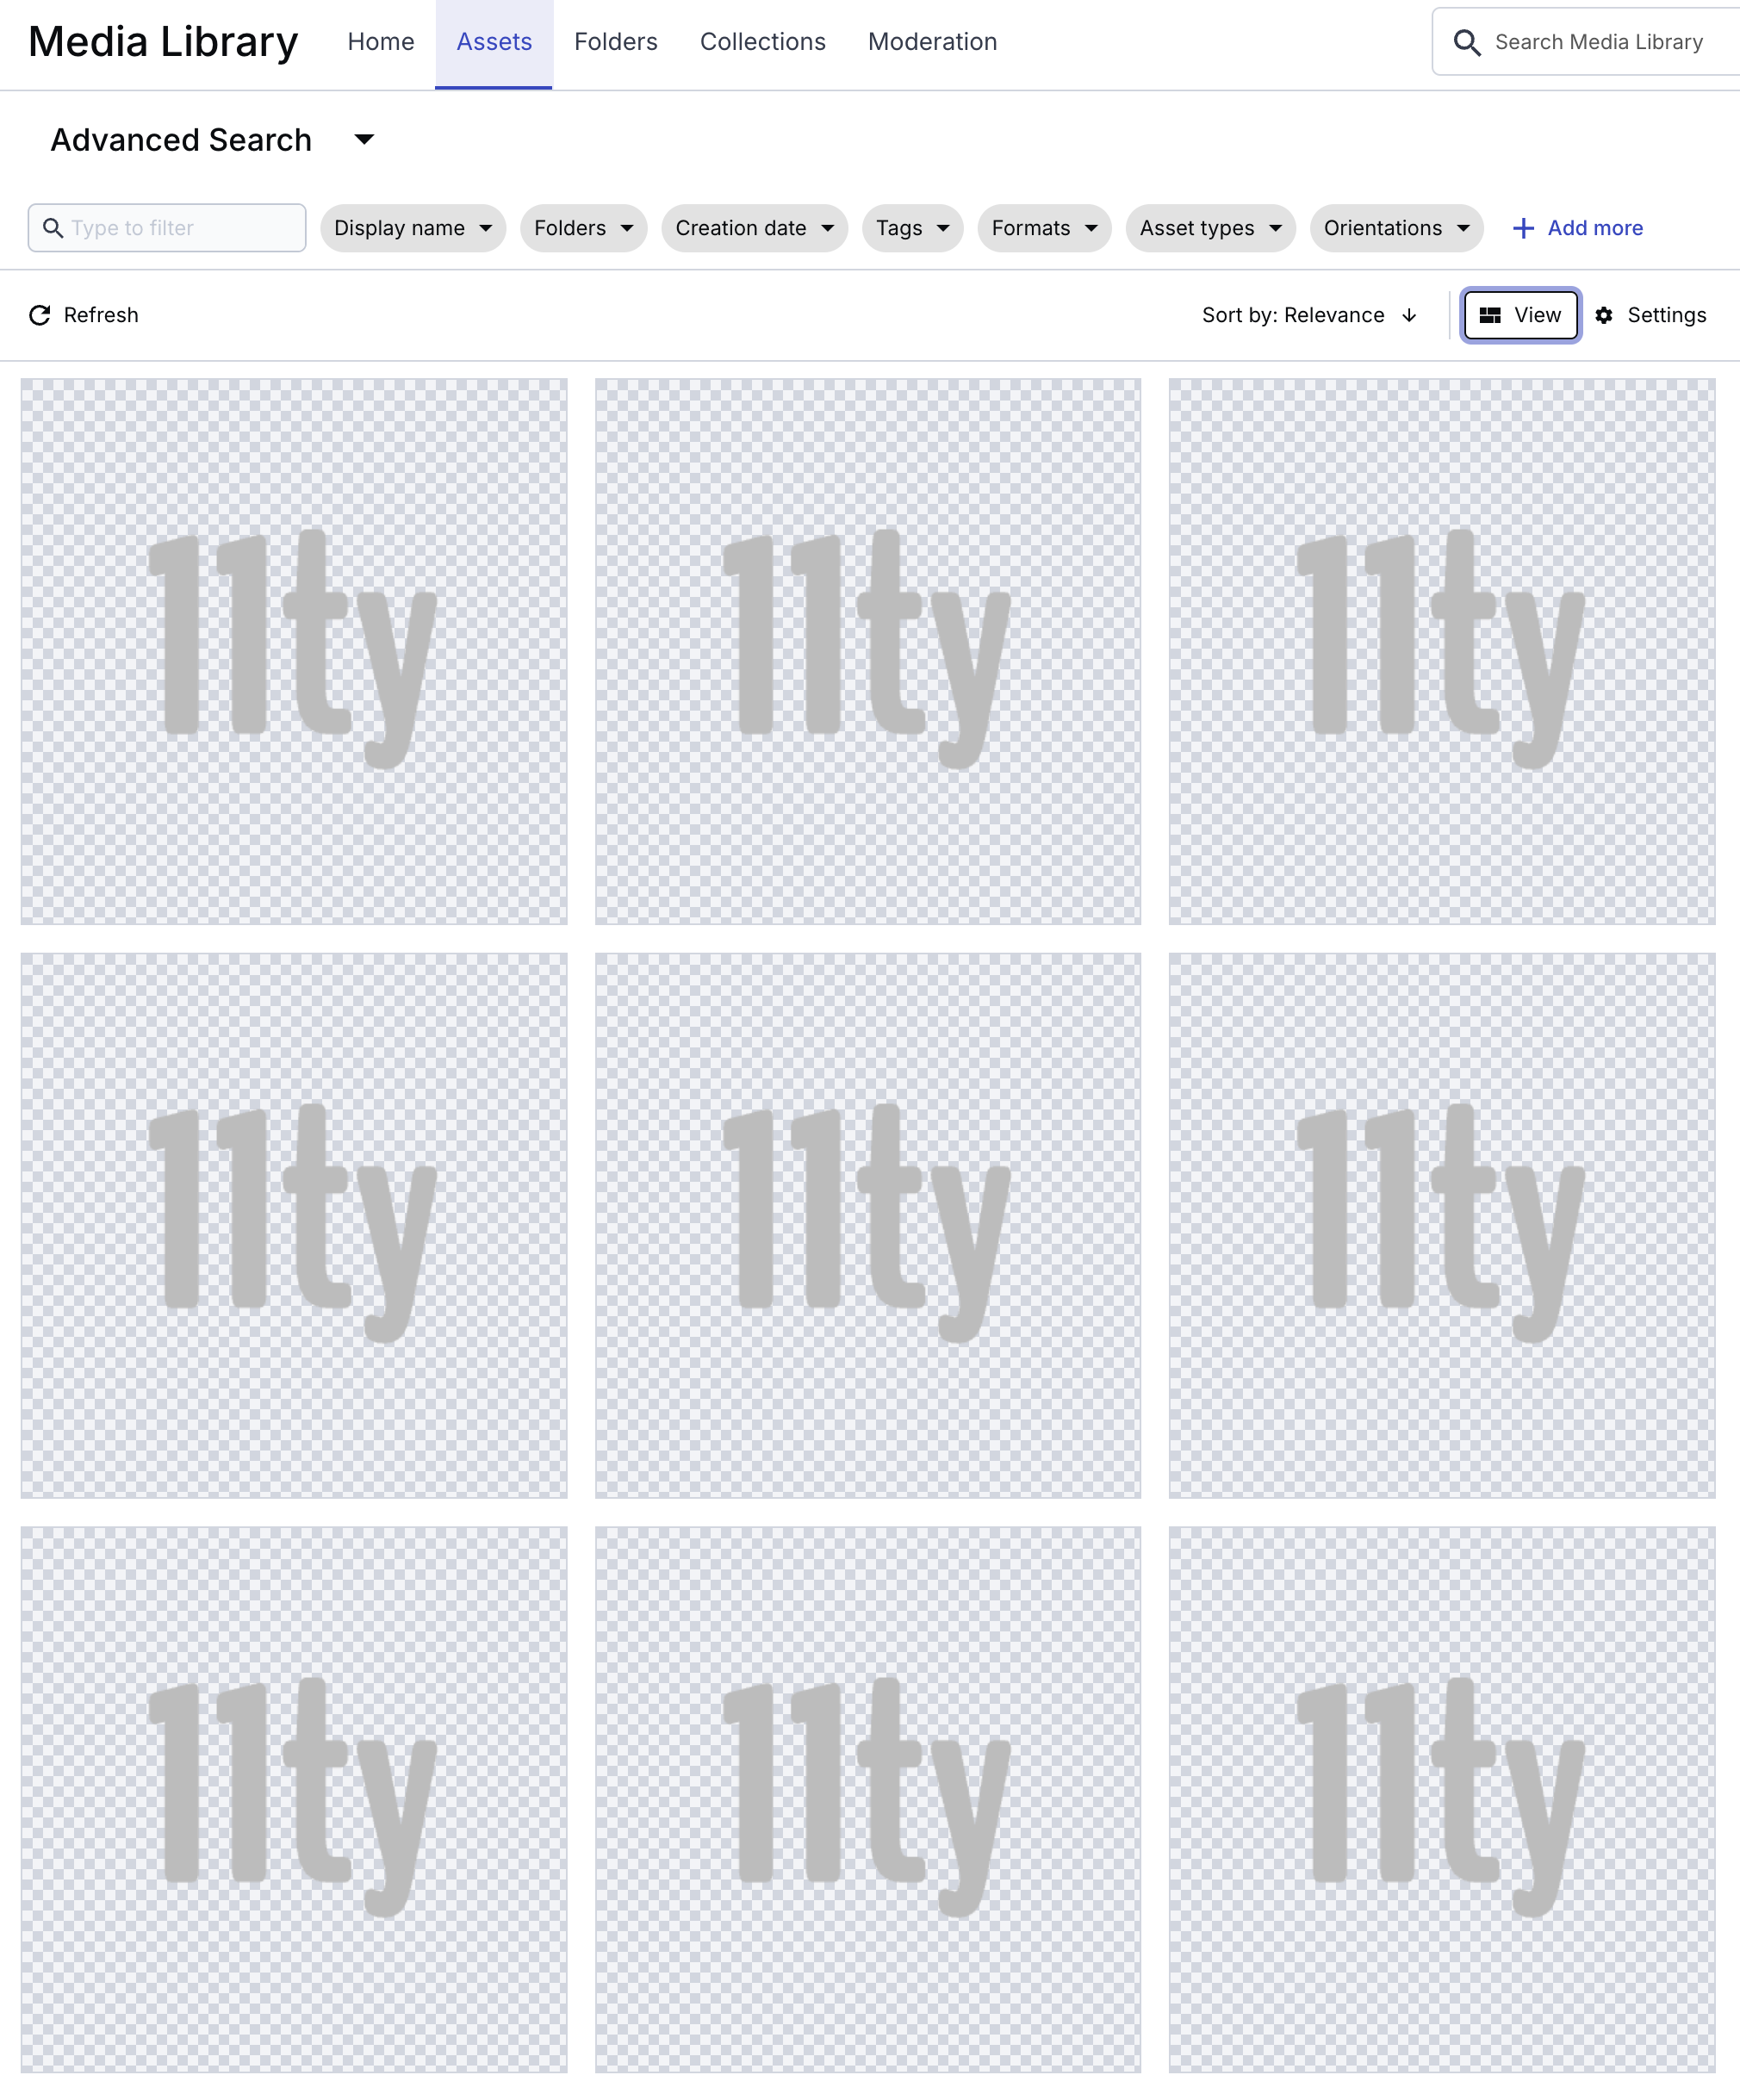 Media Library Home Assets Folders Collections Moderation Search Media Library
Advanced Search
Type to filter Display name Folders Creation date Tags Formats Asset types Orientations + Add more
Refresh Sort by: Relevance ↓ View Settings
11ty 11ty 11ty
11ty 11ty 11ty
11ty 11ty 11ty